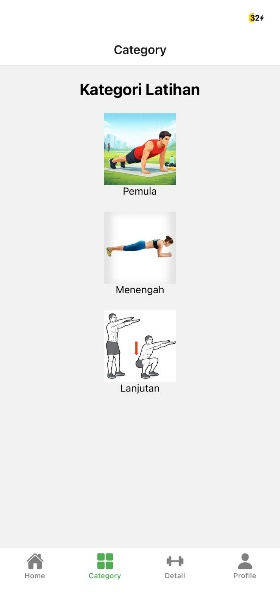 32
Category
Kategori Latihan
Pemula
Menengah
Lanjutan
Home
Category
Detail
Profile